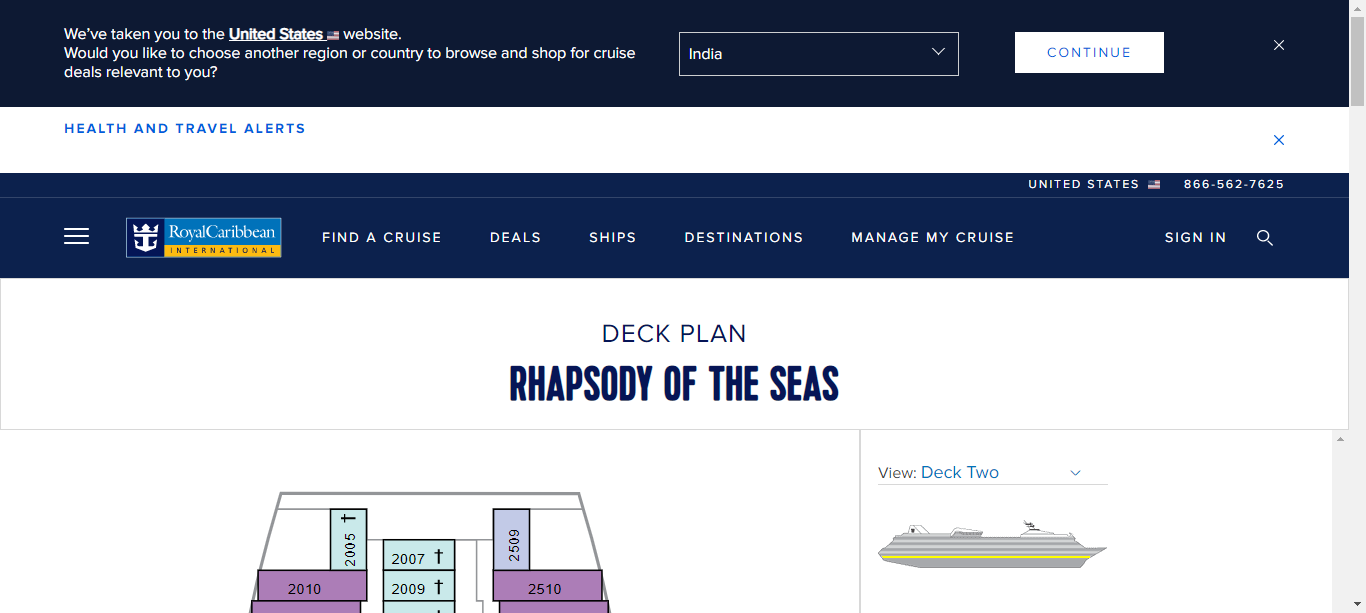 We've taken you to the United States website.
Would you like to choose another region or country to browse and shop for cruise
deals relevant to you?
India
CONTINUE
HEALTH AND TRAVEL ALERTS
UNITED STATES
866-562-7625
RoyalCaribbean
INTERNATIONAL
FIND A CRUISE
DEALS
SHIPS
DESTINATIONS
MANAGE MY CRUISE
SIGN IN
DECK PLAN
RHAPSODY OF THE SEAS
View: Deck Two
2005 †
2509
2007 †
2009 †
2010
2510